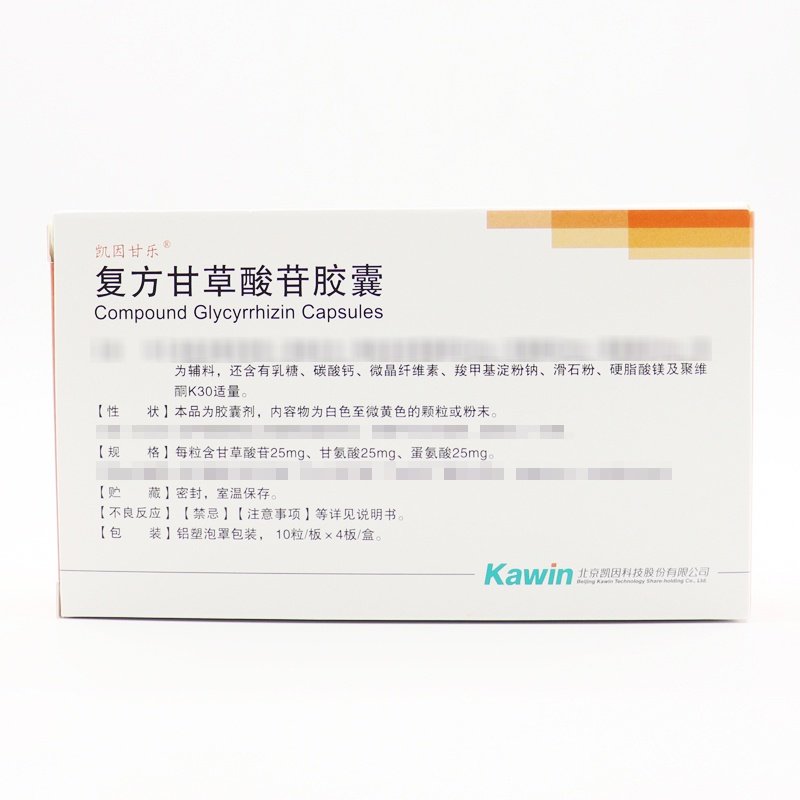 凯因甘乐®
复方甘草酸苷胶囊
Compound Glycyrrhizin Capsules
为辅料，还含有乳糖、碳酸钙、微晶纤维素、羧甲基淀粉钠、滑石粉、硬脂酸镁及聚维
酮K30适量。
【性　状】本品为胶囊剂，内容物为白色至微黄色的颗粒或粉末。
【规　格】每粒含甘草酸苷25mg、甘氨酸25mg、蛋氨酸25mg。
【贮　藏】密封，室温保存。
【不良反应】【禁忌】【注意事项】等详见说明书。
【包　装】铝塑泡罩包装，10粒/板×4板/盒。
Kawin 北京凯因科技股份有限公司
Beijing Kawin Technology Share-holding Co., Ltd.